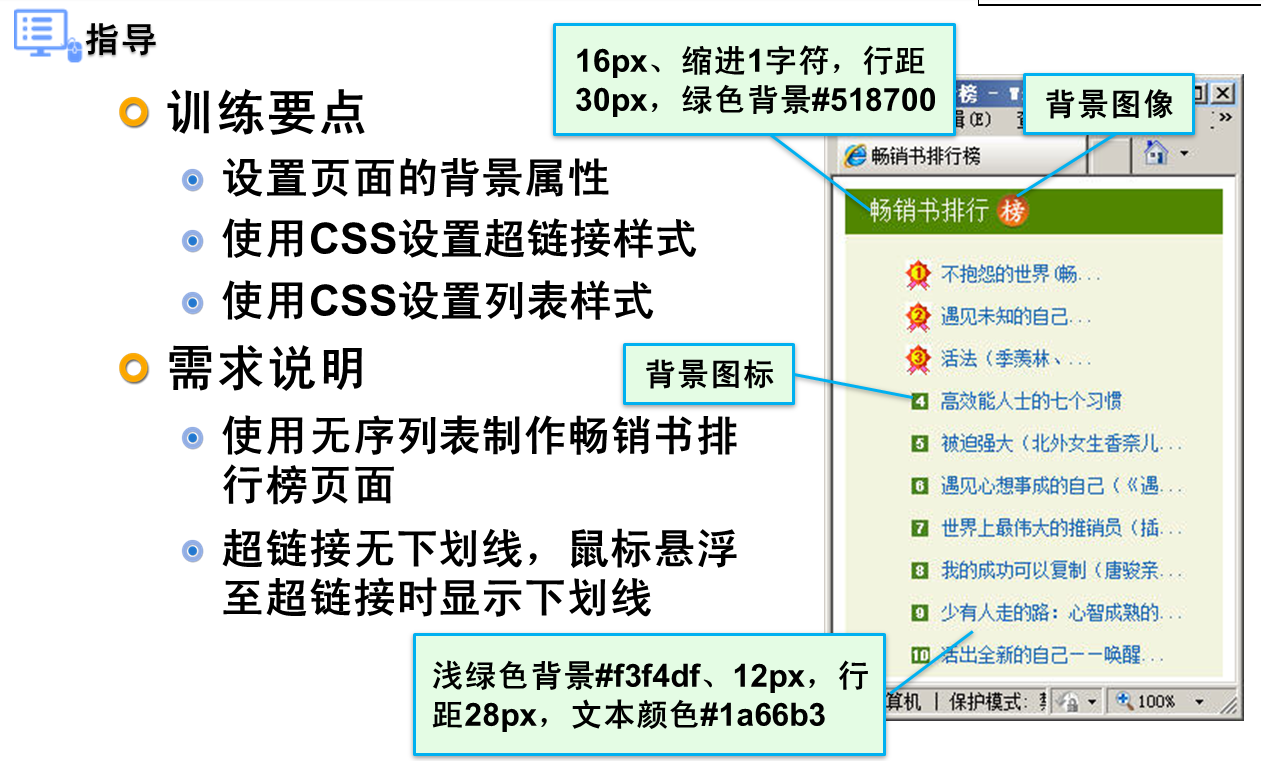 指导
16px、缩进1字符，行距
30px，绿色背景#518700
背景图像
训练要点
设置页面的背景属性
使用CSS设置超链接样式
使用CSS设置列表样式
需求说明
使用无序列表制作畅销书排
行榜页面
超链接无下划线，鼠标悬浮
至超链接时显示下划线
榜 -
(E)
»
畅销书排行榜
畅销书排行 榜
1 不抱怨的世界(畅...
2 遇见未知的自己...
3 活法（季羡林、...
背景图标
4 高效能人士的七个习惯
5 被迫强大（北外女生香奈儿...
6 遇见心想事成的自己（《遇...
7 世界上最伟大的推销员（插...
8 我的成功可以复制（唐骏亲...
9 少有人走的路：心智成熟的...
10 活出全新的自己——唤醒...
浅绿色背景#f3f4df、12px，行
距28px，文本颜色#1a66b3
算机 | 保护模式:
100%